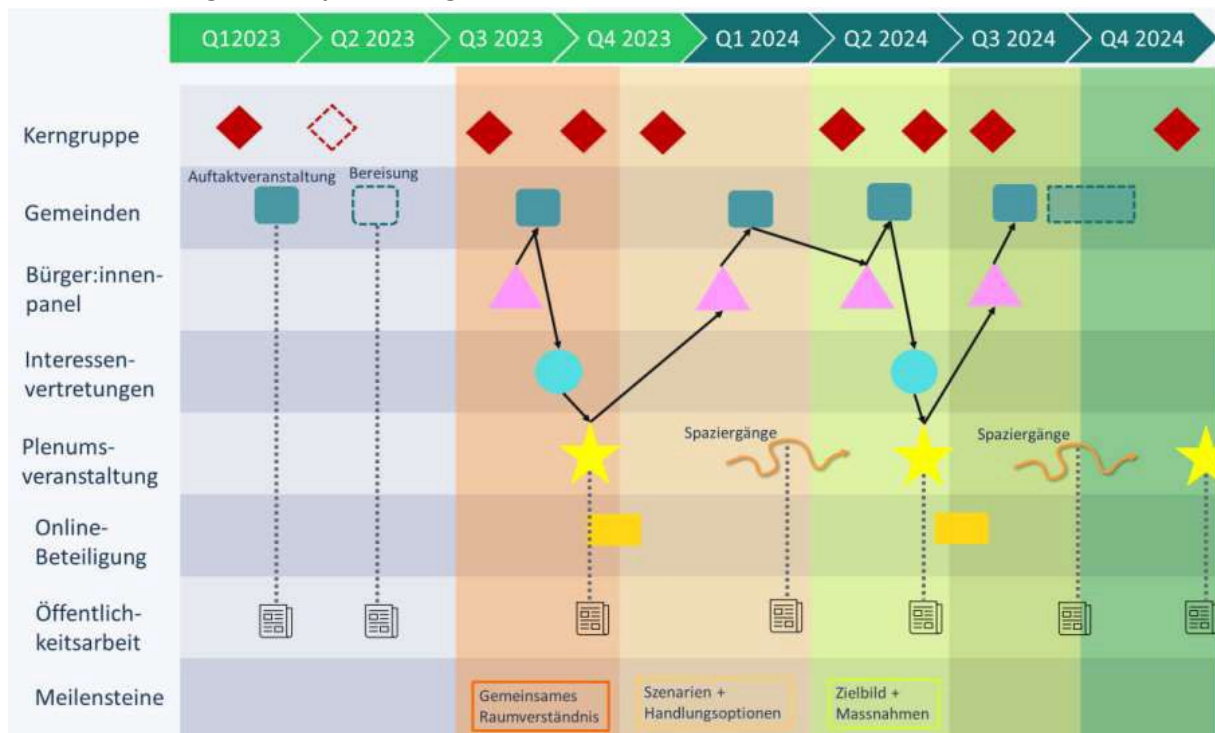 Q12023
Q2 2023
Q3 2023
Q4 2023
Q1 2024
Q2 2024
Q3 2024
Q4 2024
Kerngruppe
Auftaktveranstaltung
Bereisung
Gemeinden
Bürger:innen-
panel
Interessen-
vertretungen
Plenums-
veranstaltung
Spaziergänge
Spaziergänge
Online-
Beteiligung
Öffentlich-
keitsarbeit
Meilensteine
Gemeinsames
Raumverständnis
Szenarien +
Handlungsoptionen
Zielbild +
Massnahmen